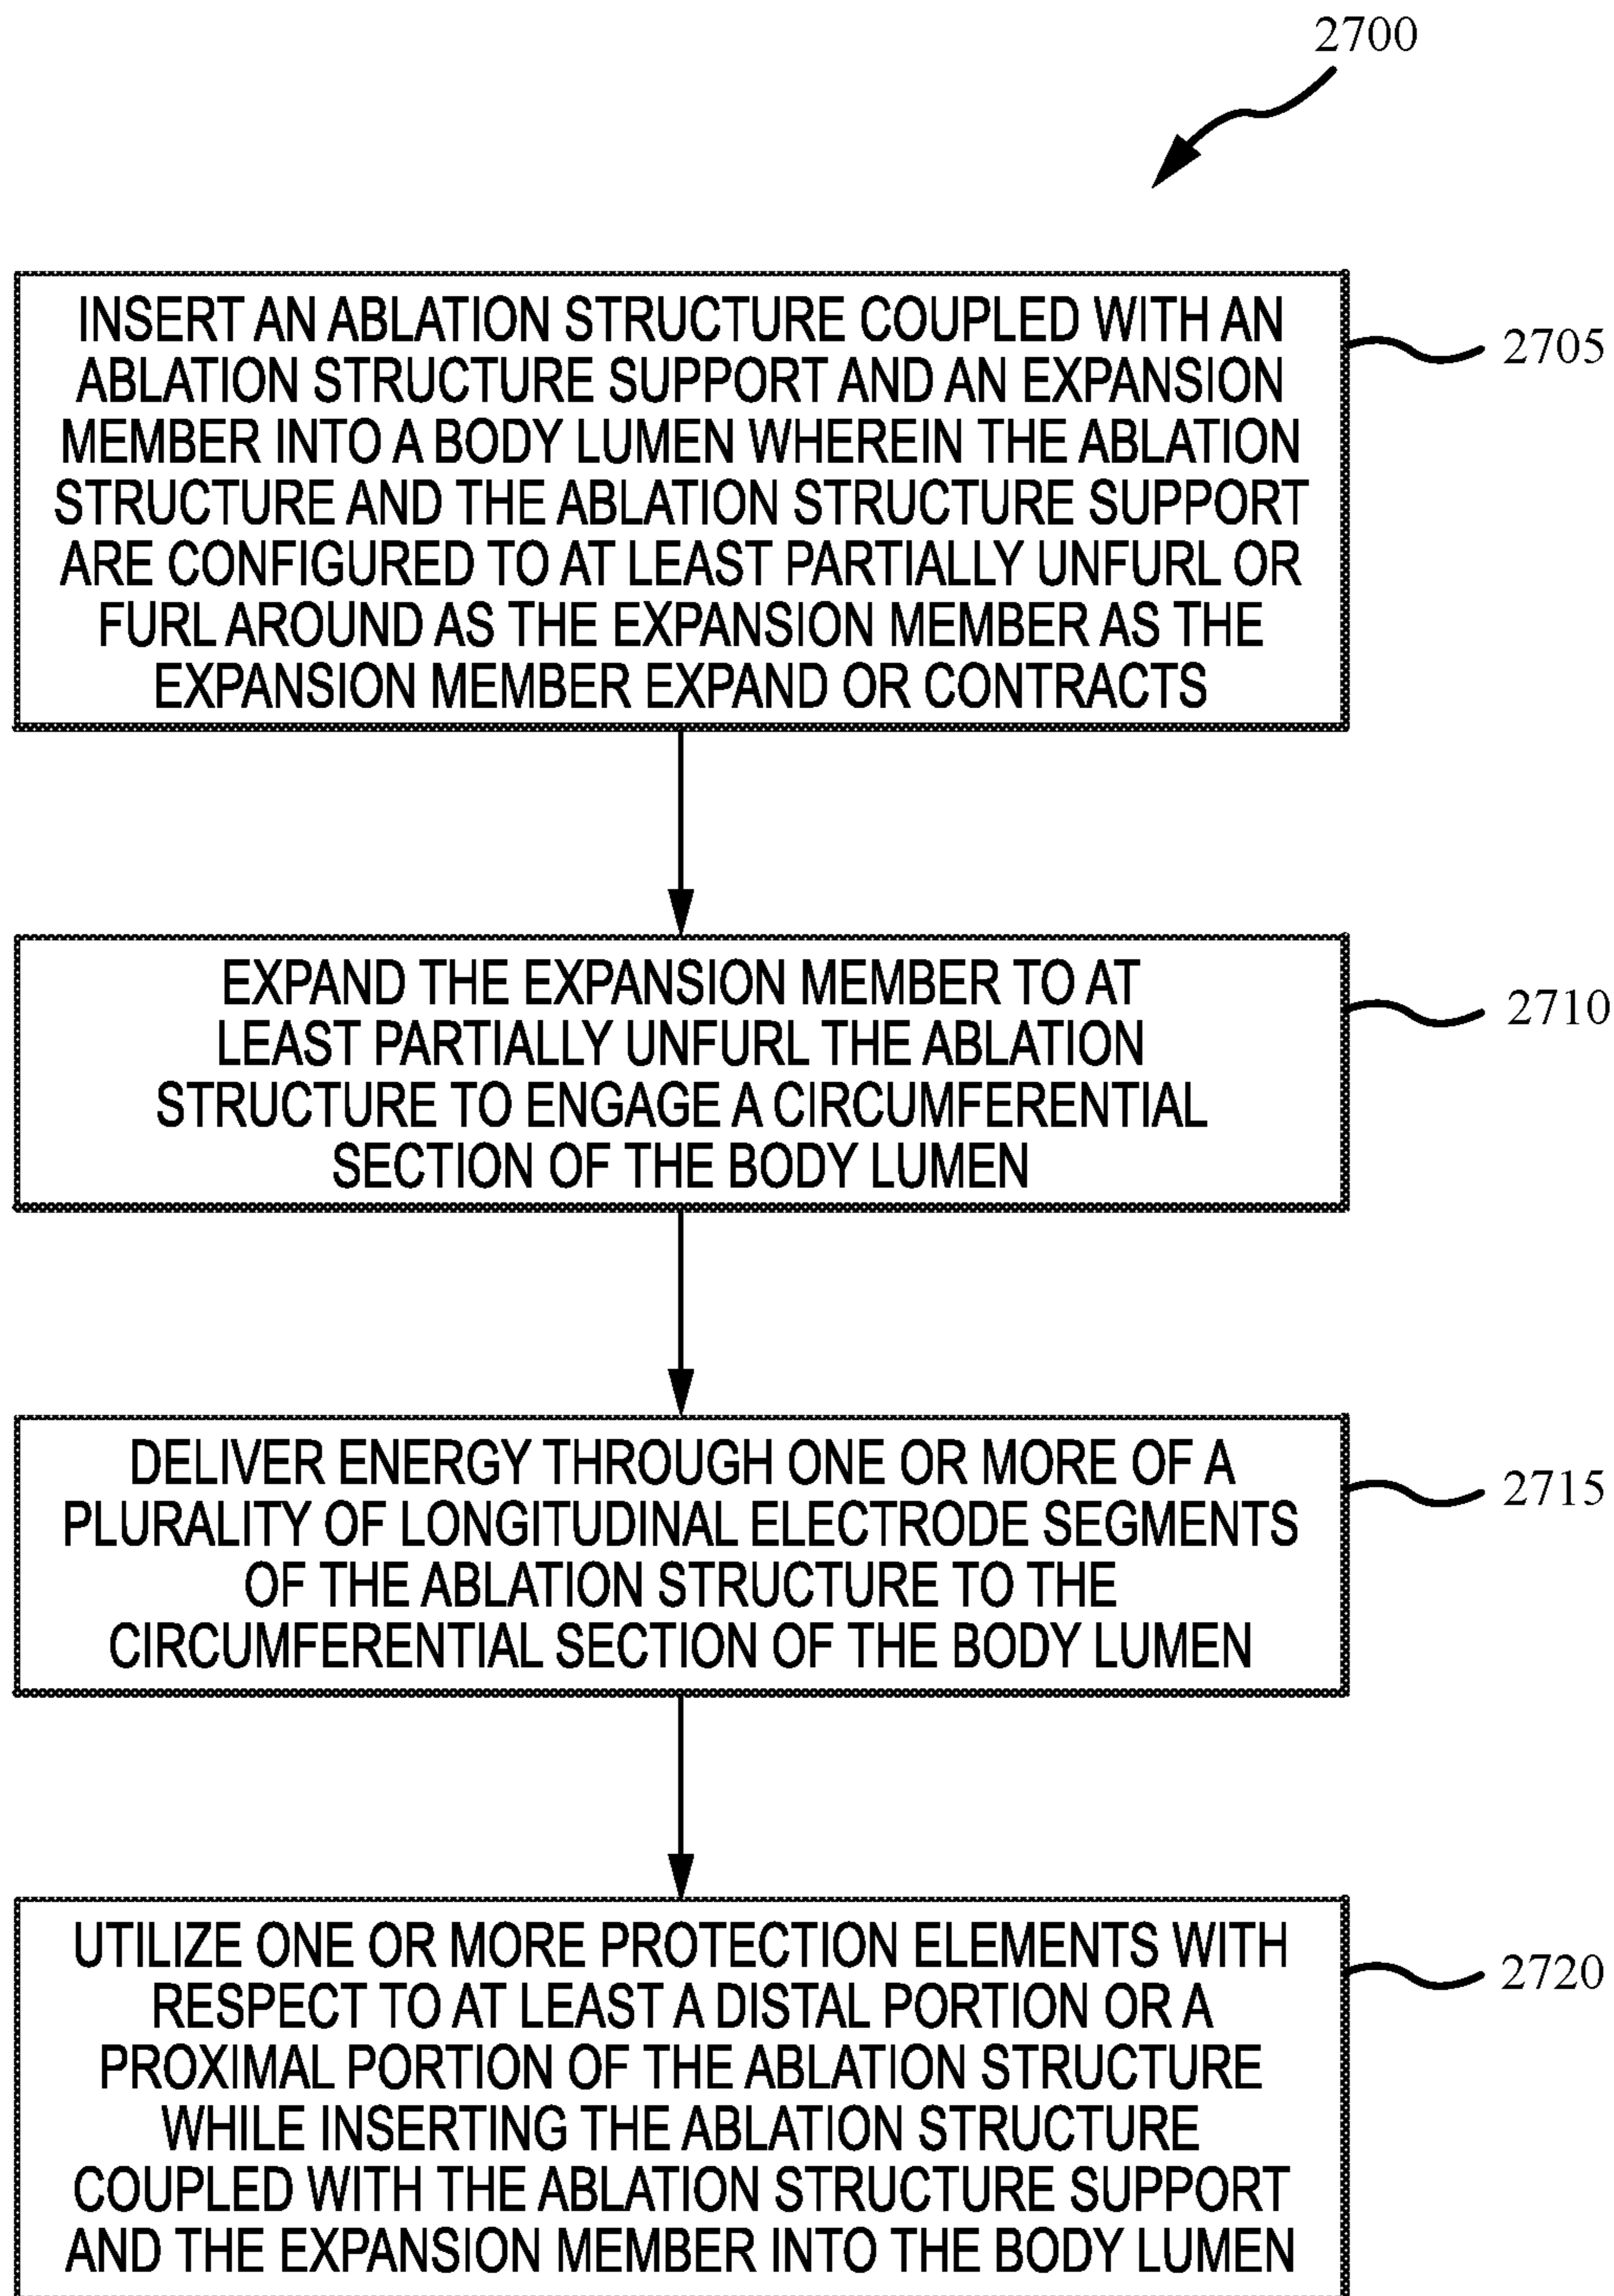 2700
INSERT AN ABLATION STRUCTURE COUPLED WITH AN
ABLATION STRUCTURE SUPPORT AND AN EXPANSION
MEMBER INTO A BODY LUMEN WHEREIN THE ABLATION
STRUCTURE AND THE ABLATION STRUCTURE SUPPORT
ARE CONFIGURED TO AT LEAST PARTIALLY UNFURL OR
FURL AROUND AS THE EXPANSION MEMBER AS THE
EXPANSION MEMBER EXPAND OR CONTRACTS
2705
EXPAND THE EXPANSION MEMBER TO AT
LEAST PARTIALLY UNFURL THE ABLATION
STRUCTURE TO ENGAGE A CIRCUMFERENTIAL
SECTION OF THE BODY LUMEN
2710
DELIVER ENERGY THROUGH ONE OR MORE OF A
PLURALITY OF LONGITUDINAL ELECTRODE SEGMENTS
OF THE ABLATION STRUCTURE TO THE
CIRCUMFERENTIAL SECTION OF THE BODY LUMEN
2715
UTILIZE ONE OR MORE PROTECTION ELEMENTS WITH
RESPECT TO AT LEAST A DISTAL PORTION OR A
PROXIMAL PORTION OF THE ABLATION STRUCTURE
WHILE INSERTING THE ABLATION STRUCTURE
COUPLED WITH THE ABLATION STRUCTURE SUPPORT
AND THE EXPANSION MEMBER INTO THE BODY LUMEN
2720